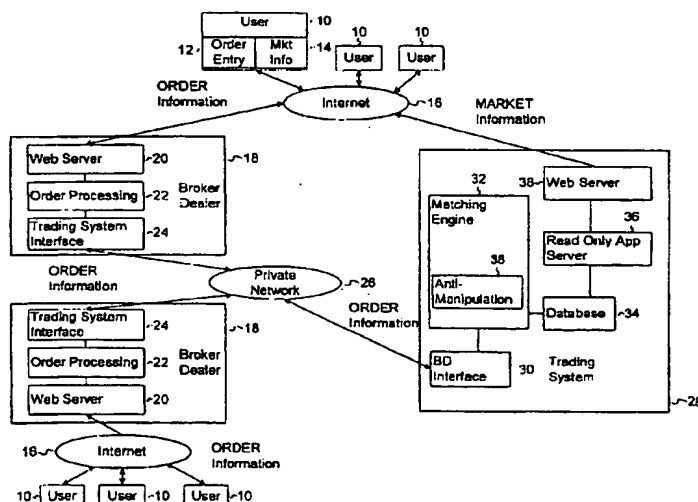 User
10
12
Order
Entry
Mkt
Info
14
10
User
10
User
ORDER
Information
Internet
16
MARKET
Information
Web Server
20
18
Order Processing
22
Broker
Dealer
Trading System
Interface
24
38
Web Server
32
Matching
Engine
36
Read Only App
Server
38
Anti-
Manipulation
Database
34
ORDER
Information
Private
Network
26
ORDER
Information
Trading System
Interface
24
18
Order Processing
22
Broker
Dealer
Web Server
20
BD
Interface
30
Trading
System
28
16
Internet
ORDER
Information
10
User
User
10
User
10